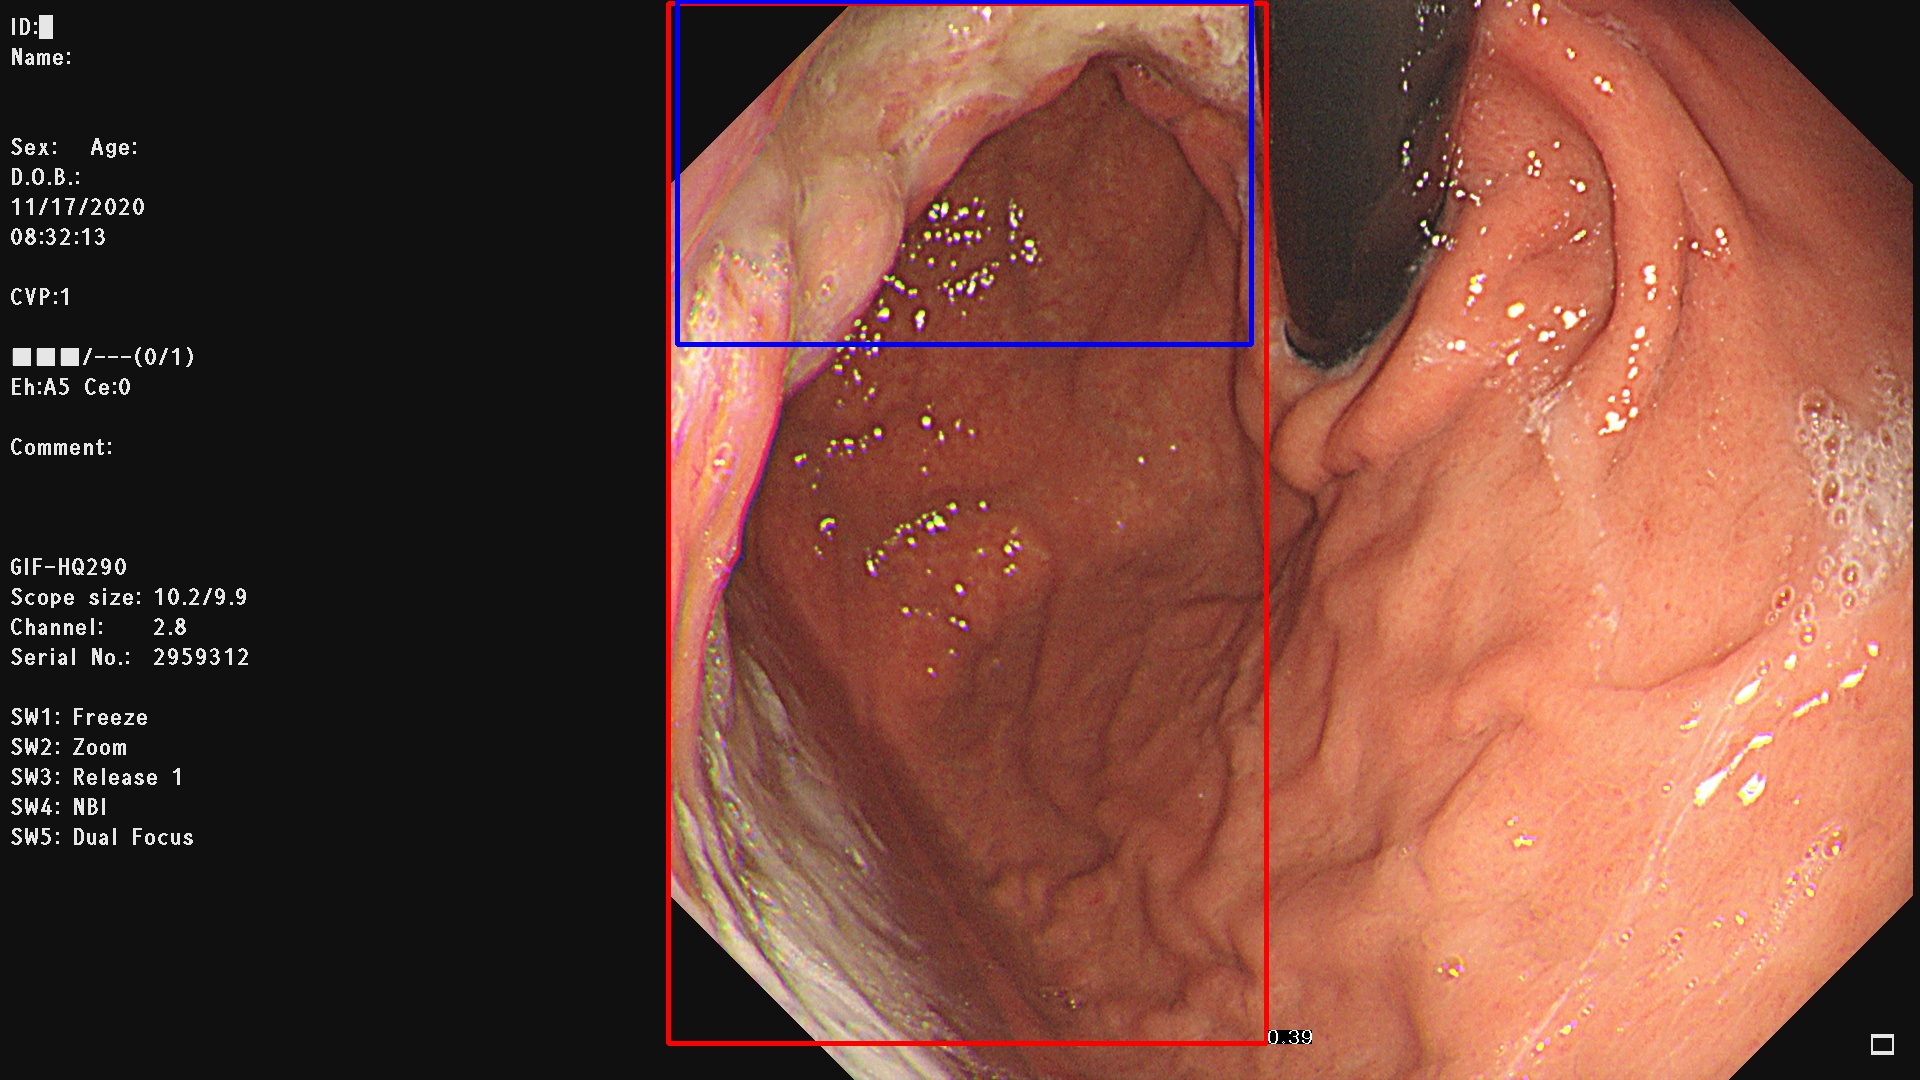 ID:
Name:
Sex: Age:
D.O.B.:
11/17/2020
08:32:13
CVP:1
■■■/---(0/1)
Eh:A5 Ce:0
Comment:
GIF-HQ290
Scope size: 10.2/9.9
Channel: 2.8
Serial No.: 2959312
SW1: Freeze
SW2: Zoom
SW3: Release 1
SW4: NBI
SW5: Dual Focus
0.39